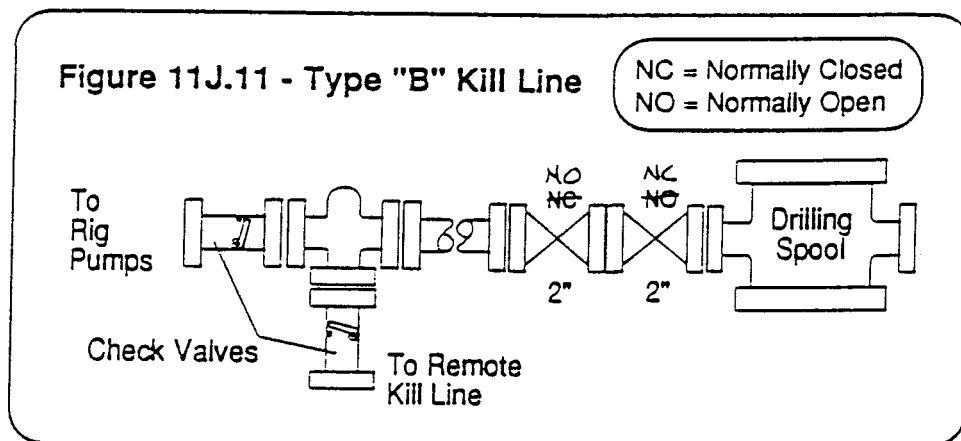 Figure 11J.11 - Type "B" Kill Line
NC = Normally Closed
NO = Normally Open
To
Rig
Pumps
NO
NC
NC
NO
2"
2"
Drilling
Spool
Check Valves
To Remote
Kill Line